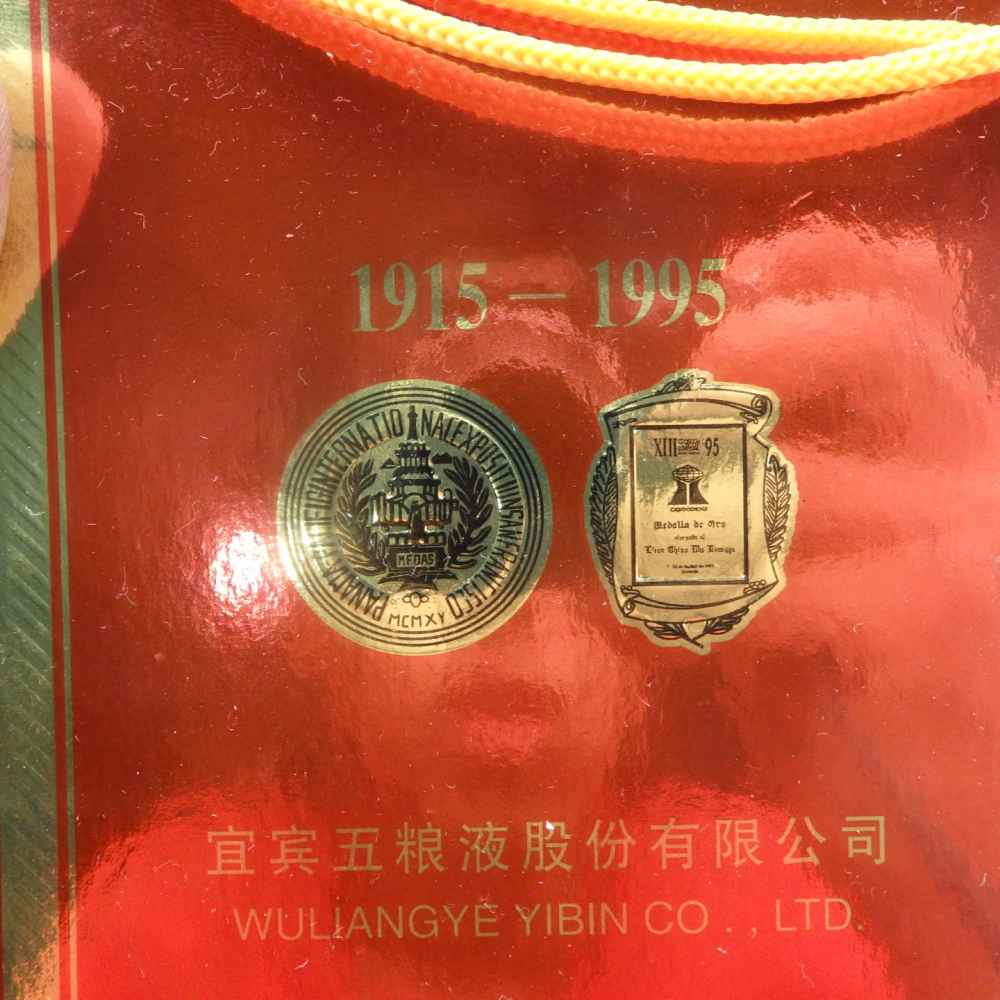 1915 — 1995
PANAMA PACIFIC INTERNATIONAL EXPOSITION SAN FRANCISCO
MEDAS
MCMXV
XIII '95
Medalla de Oro
宜宾五粮液股份有限公司
WULIANGYE YIBIN CO . , LTD.